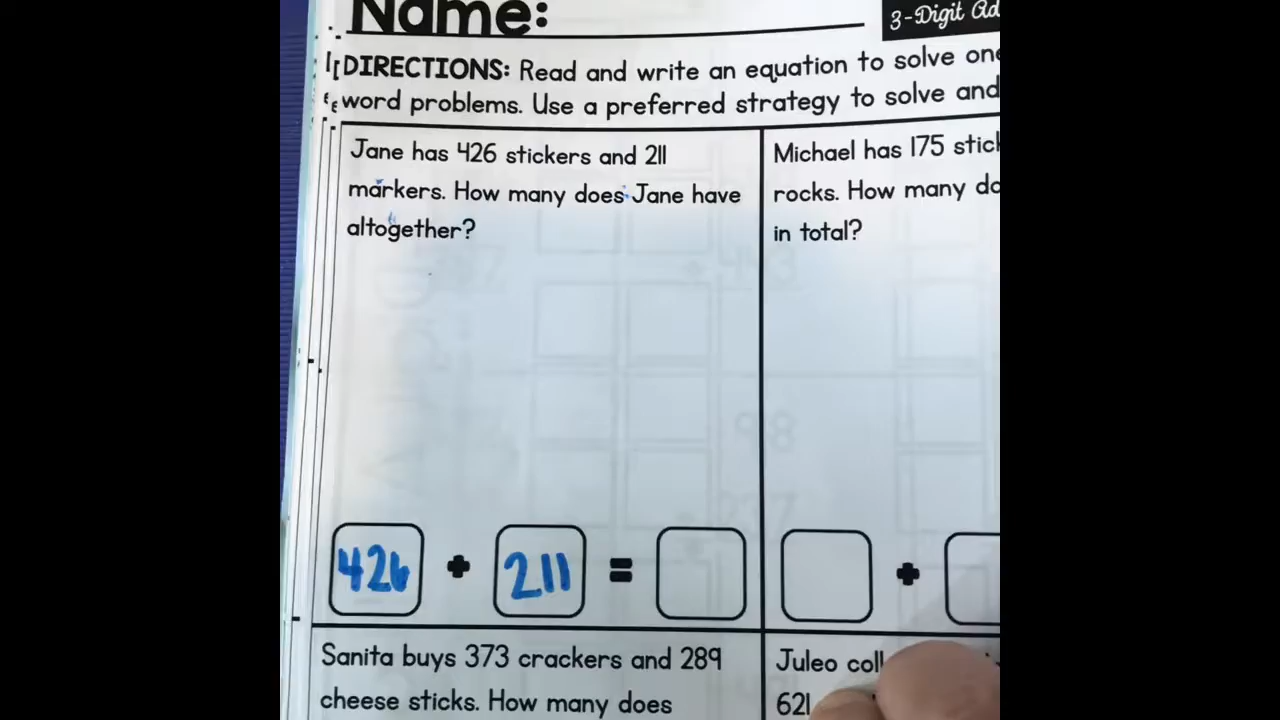 Name:
3-Digit Ad
DIRECTIONS: Read and write an equation to solve one
word problems. Use a preferred strategy to solve and
Jane has 426 stickers and 211
markers. How many does Jane have
altogether?
426 + 211 =
Michael has 175 stic
rocks. How many do
in total?
+
Sanita buys 373 crackers and 289
cheese sticks. How many does
Juleo coll
621